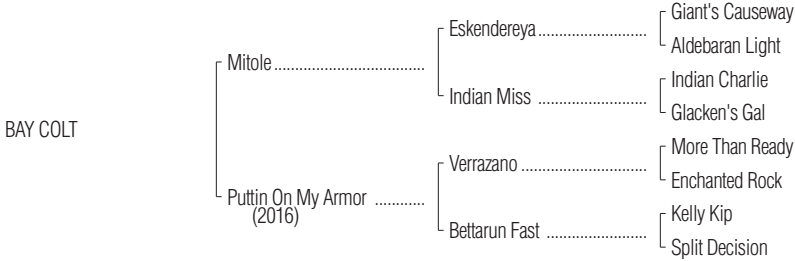 Giant's Causeway
Eskendereya
Aldebaran Light
Mitole
Indian Charlie
Indian Miss
Glacken's Gal
BAY COLT
More Than Ready
Verrazano
Enchanted Rock
Puttin On My Armor
(2016)
Kelly Kip
Bettarun Fast
Split Decision